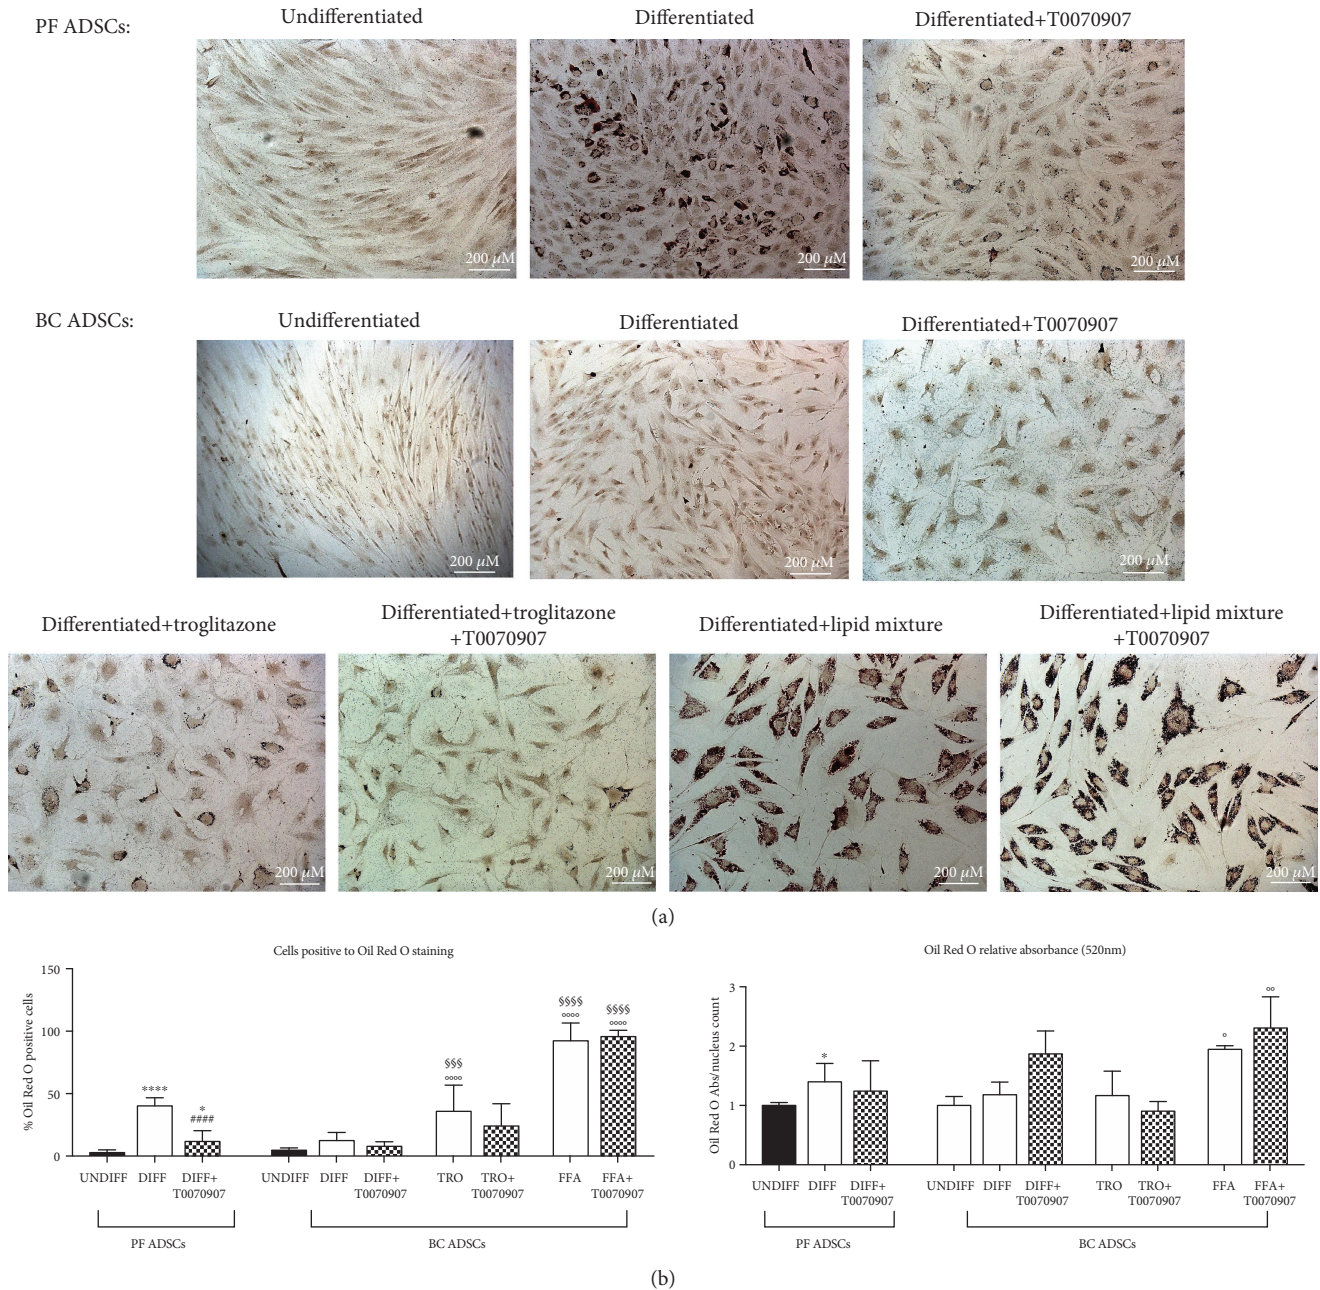 PF ADSCs:
Undifferentiated
Differentiated
Differentiated+T0070907
200 μM
200 μM
200 μM
BC ADSCs:
Undifferentiated
Differentiated
Differentiated+T0070907
200 μM
200 μM
200 μM
Differentiated+troglitazone
Differentiated+troglitazone
+T0070907
Differentiated+lipid mixture
Differentiated+lipid mixture
+T0070907
200 μM
200 μM
200 μM
200 μM
(a)
Cells positive to Oil Red O staining
% Oil Red O positive cells
150
100
50
0
****
*
####
§§§
°°°°
§§§§
°°°°
§§§§
°°°°
UNDIFF
DIFF
DIFF+
T0070907
UNDIFF
DIFF
DIFF+
T0070907
TRO
TRO+
T0070907
FFA
FFA+
T0070907
PF ADSCs
BC ADSCs
Oil Red O relative absorbance (520nm)
Oil Red O Abs/nucleus count
3
2
1
0
*
°
°°
UNDIFF
DIFF
DIFF+
T0070907
UNDIFF
DIFF
DIFF+
T0070907
TRO
TRO+
T0070907
FFA
FFA+
T0070907
PF ADSCs
BC ADSCs
(b)